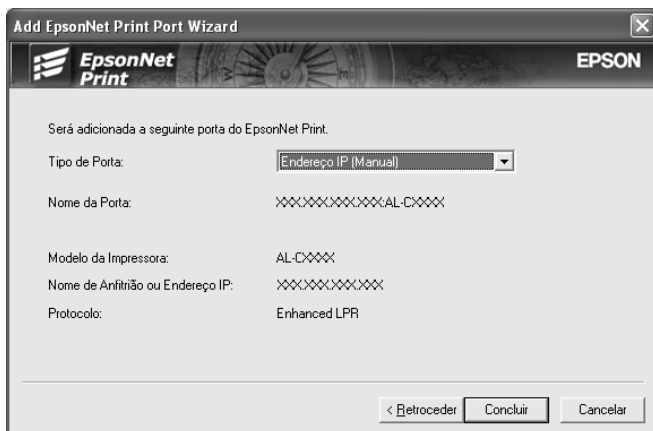 Add EpsonNet Print Port Wizard
EpsonNet
Print
EPSON
Será adicionada a seguinte porta do EpsonNet Print.
Tipo de Porta: Endereço IP (Manual)
Nome da Porta: XXX.XXX.XXX.XXX:AL-CXXXX
Modelo da Impressora: AL-CXXXX
Nome de Anfitrião ou Endereço IP: XXX.XXX.XXX.XXX
Protocolo: Enhanced LPR
< Retroceder Concluir Cancelar